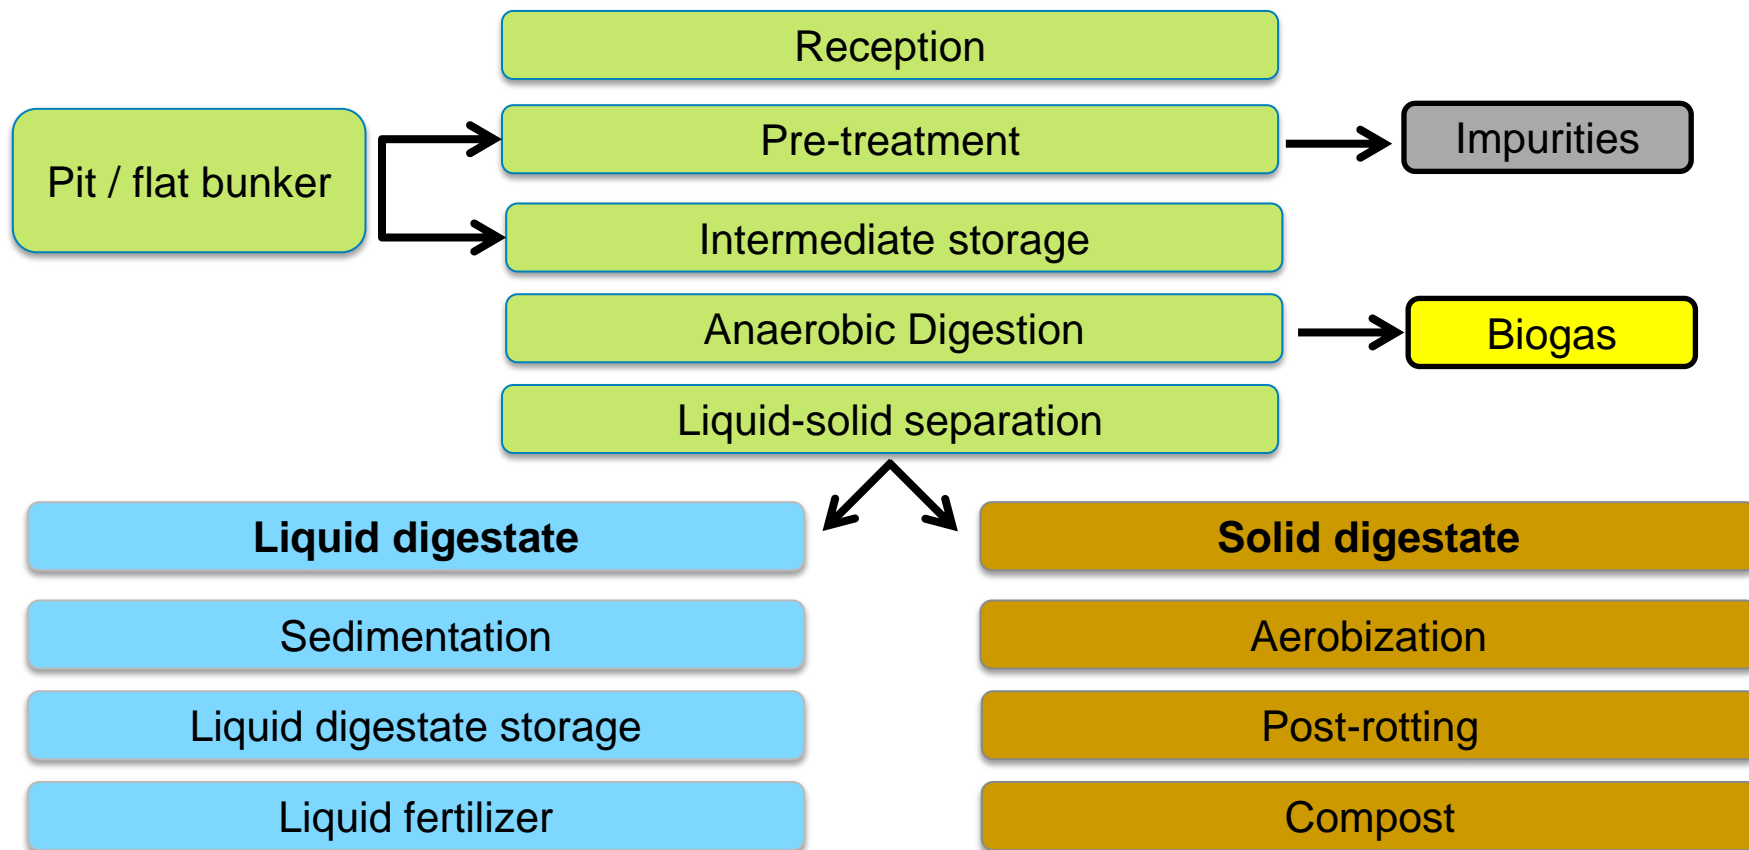 Reception
Pit / flat bunker
Pre-treatment
Impurities
Intermediate storage
Anaerobic Digestion
Biogas
Liquid-solid separation
Liquid digestate
Sedimentation
Liquid digestate storage
Liquid fertilizer
Solid digestate
Aerobization
Post-rotting
Compost